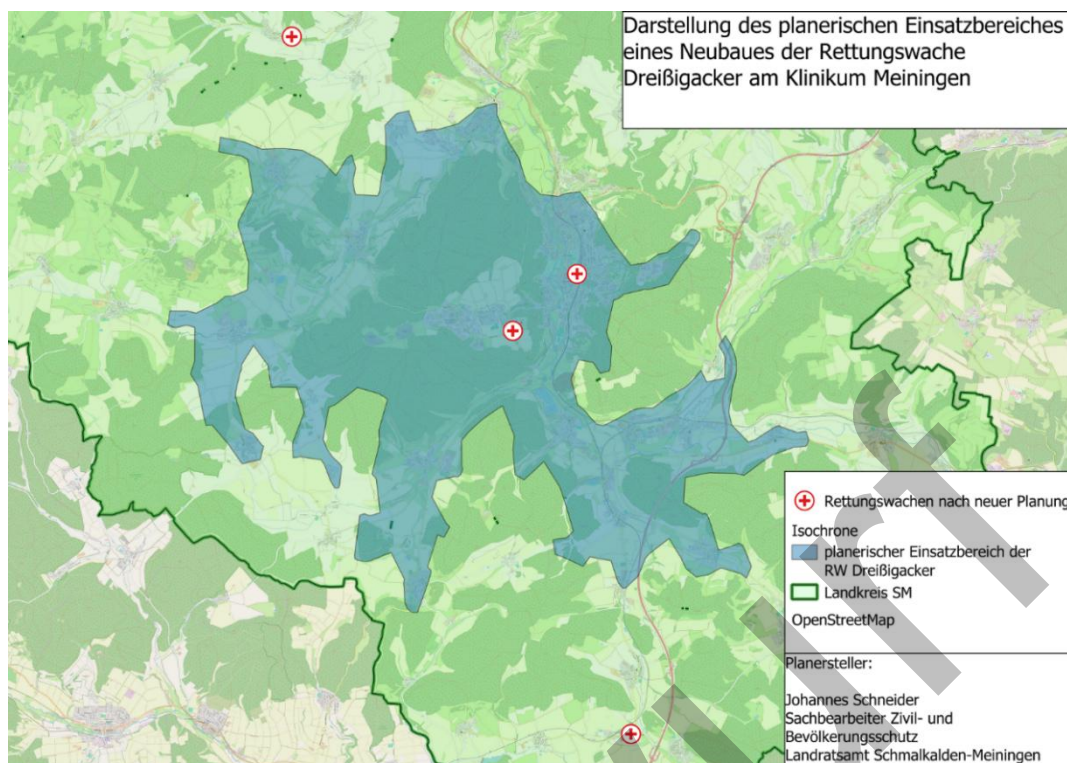 Darstellung des planerischen Einsatzbereiches
eines Neubaues der Rettungswache
Dreißigacker am Klinikum Meiningen
Rettungswachen nach neuer Planung
Isochrone
planerischer Einsatzbereich der
RW Dreißigacker
Landkreis SM
OpenStreetMap
Planersteller:
Johannes Schneider
Sachbearbeiter Zivil- und
Bevölkerungsschutz
Landratsamt Schmalkalden-Meiningen